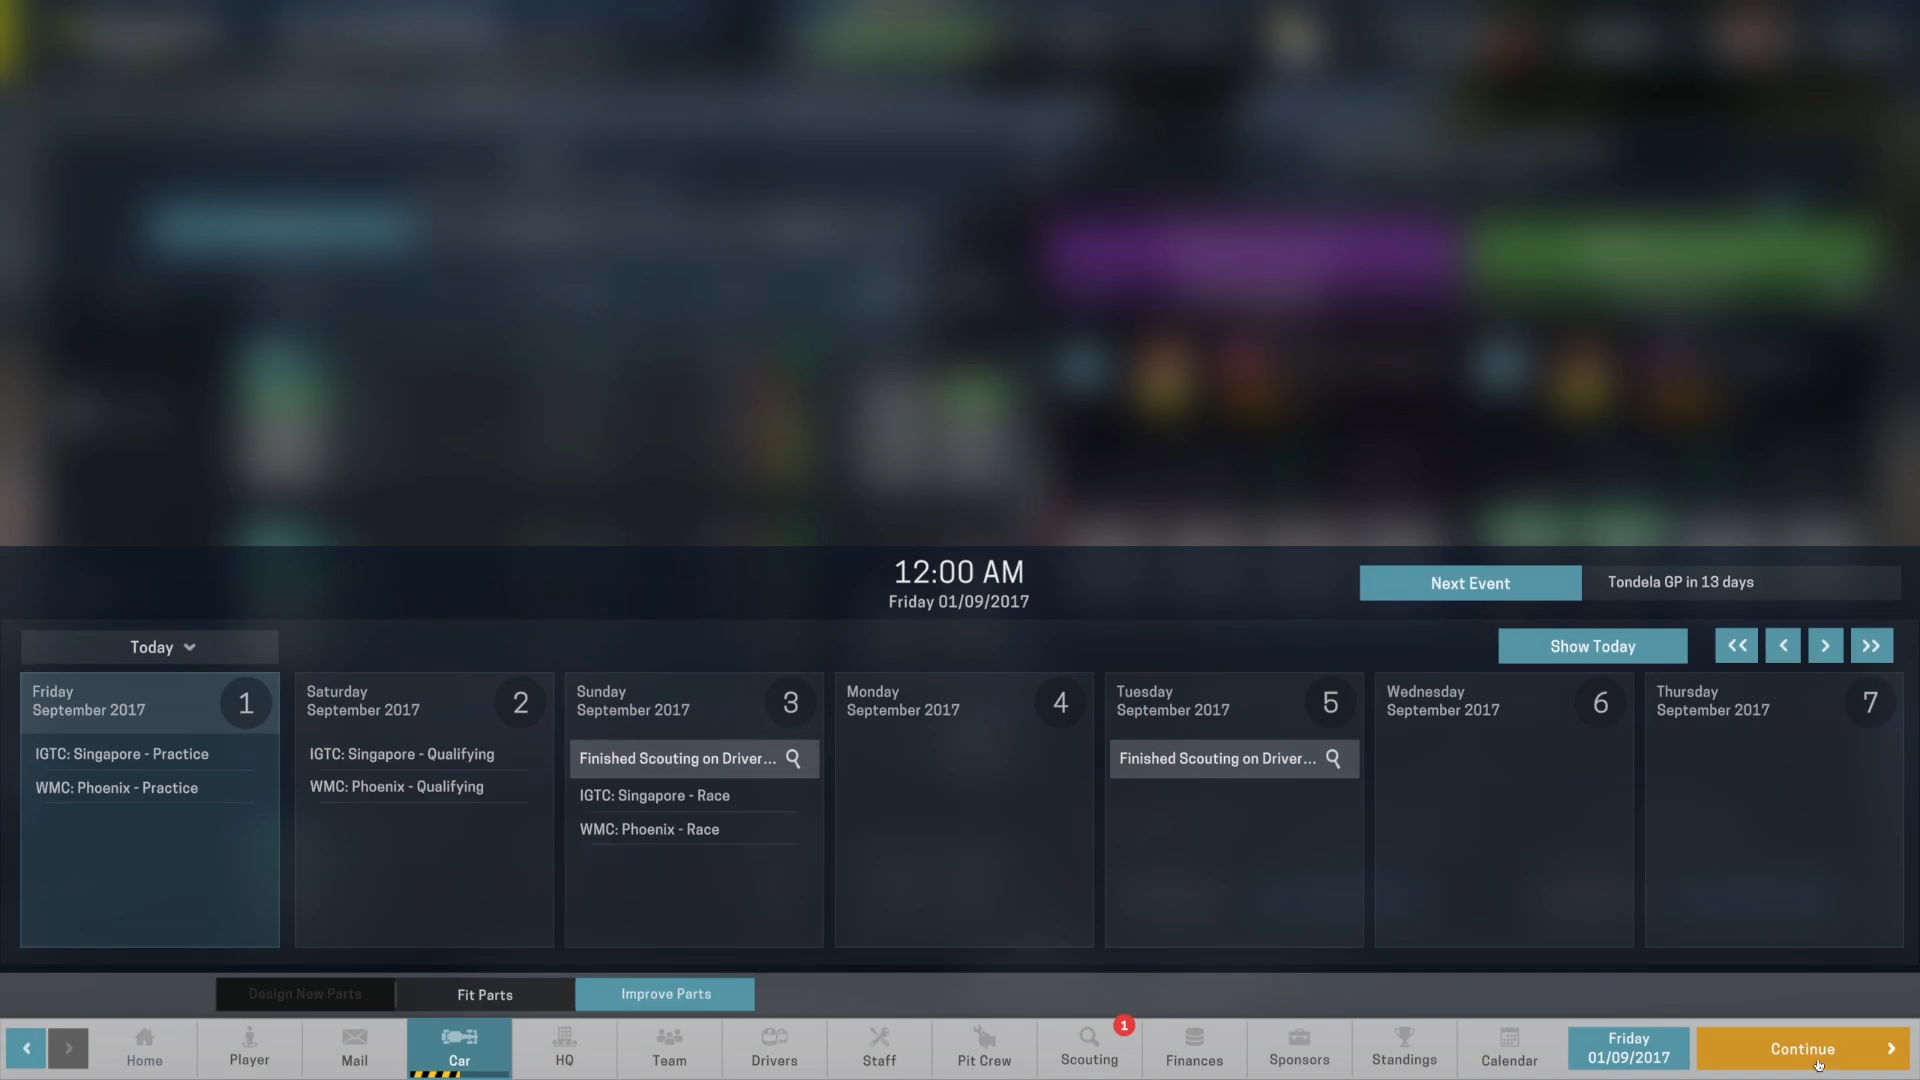 12:00 AM
Friday 01/09/2017
Next Event
Tondela GP in 13 days
Today
Show Today
Friday
September 2017
1
IGTC: Singapore - Practice
WMC: Phoenix - Practice
Saturday
September 2017
2
IGTC: Singapore - Qualifying
WMC: Phoenix - Qualifying
Sunday
September 2017
3
Finished Scouting on Driver...
IGTC: Singapore - Race
WMC: Phoenix - Race
Monday
September 2017
4
Tuesday
September 2017
5
Finished Scouting on Driver...
Wednesday
September 2017
6
Thursday
September 2017
7
Design New Parts
Fit Parts
Improve Parts
Home
Player
Mail
Car
HQ
Team
Drivers
Staff
Pit Crew
Scouting
1
Finances
Sponsors
Standings
Calendar
Friday
01/09/2017
Continue